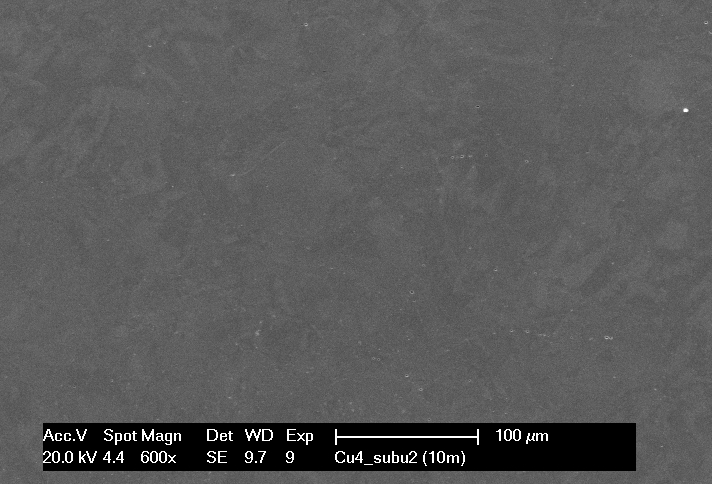 Acc.V Spot Magn Det WD Exp 100 µm
20.0 kV 4.4 600x SE 9.7 9 Cu4_subu2 (10m)